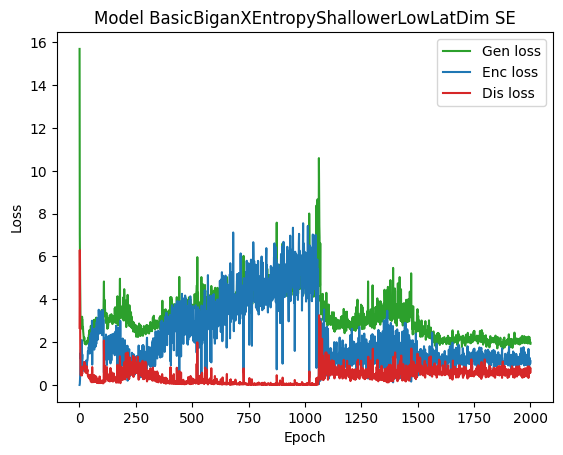 Model BasicBiganXEntropyShallowerLowLatDim SE
16
14
12
10
8
6
4
2
0
Loss
Gen loss
Enc loss
Dis loss
0 250 500 750 1000 1250 1500 1750 2000
Epoch